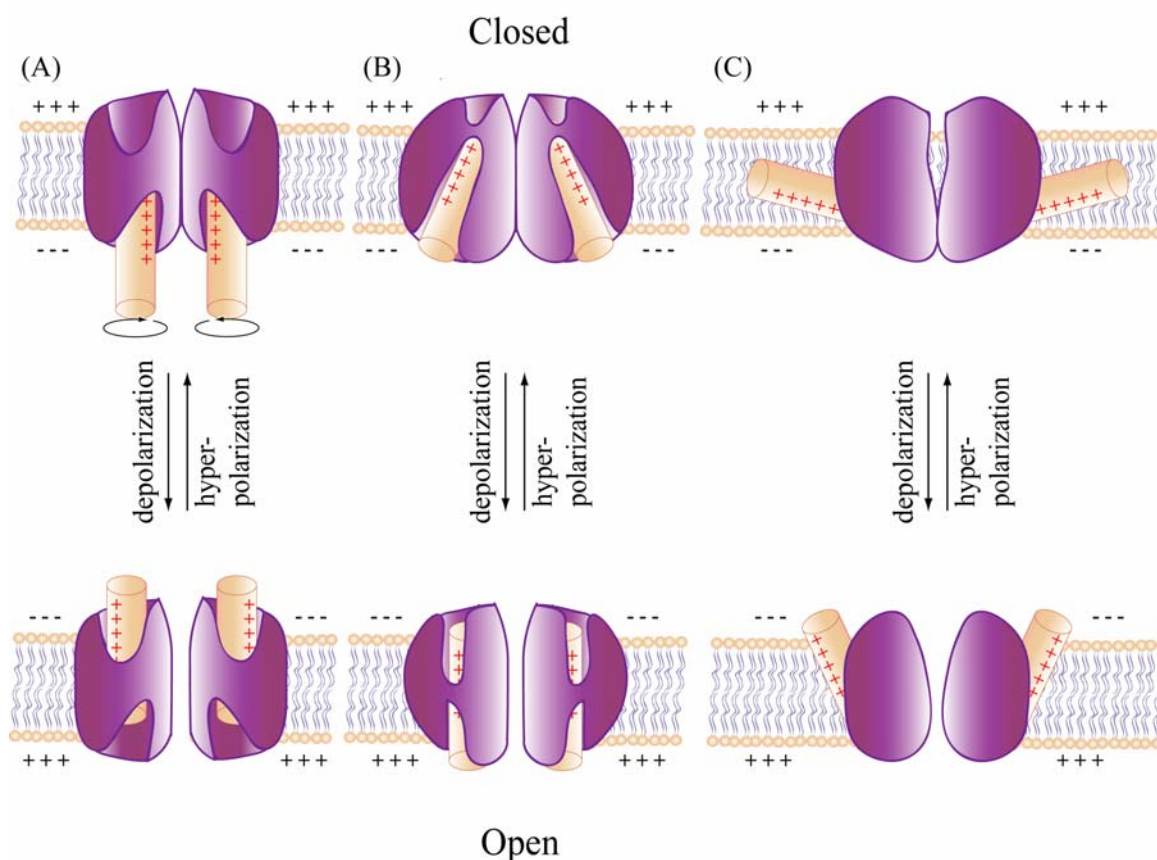 Closed
(A)
(B)
(C)
+ + +
+ + +
+ + +
+ + +
+ + +
+ + +
+ + + + +
+ + + + +
+ + + + +
+ + + + +
+ + + + + +
+ + + + + +
- - -
- - -
- - -
- - -
- - -
- - -
depolarization
hyper-
polarization
depolarization
hyper-
polarization
depolarization
hyper-
polarization
- - -
- - -
- - -
- - -
- - -
- - -
+ + + +
+ + + +
+ + +
+ + +
+ + +
+ + +
+ + +
+ + +
Open